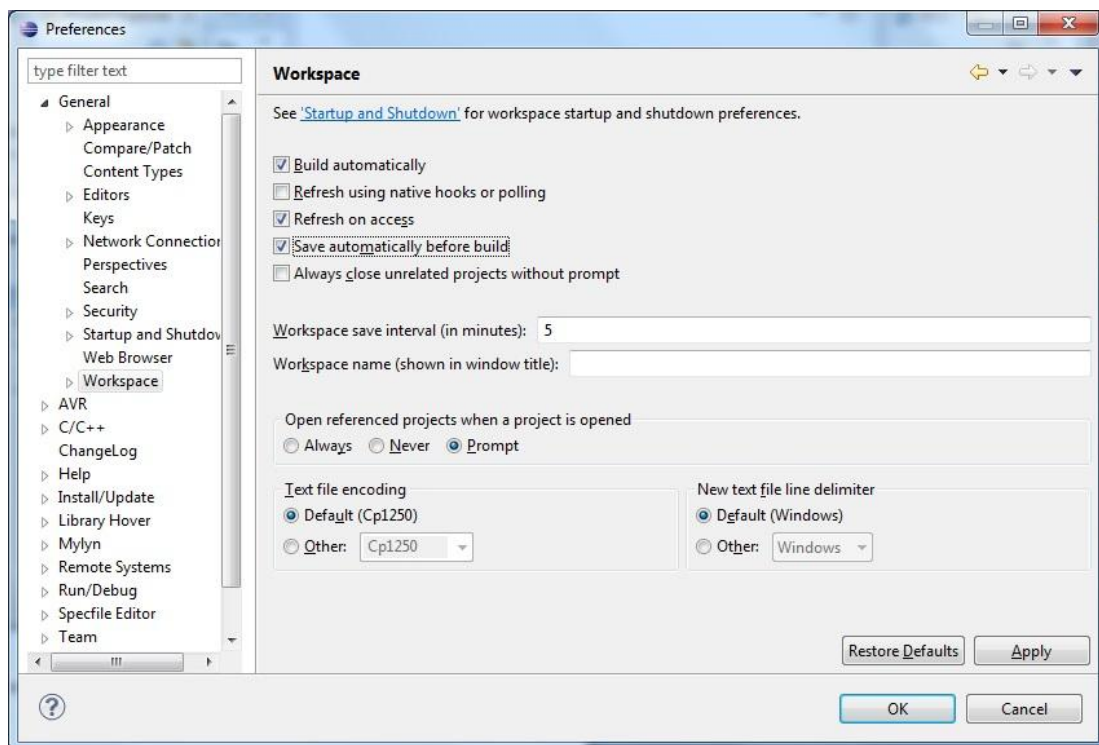 Preferences
type filter text
General
Appearance
Compare/Patch
Content Types
Editors
Keys
Network Connection
Perspectives
Search
Security
Startup and Shutdov
Web Browser
Workspace
AVR
C/C++
ChangeLog
Help
Install/Update
Library Hover
Mylyn
Remote Systems
Run/Debug
Specfile Editor
Team
Workspace
See 'Startup and Shutdown' for workspace startup and shutdown preferences.
Build automatically
Refresh using native hooks or polling
Refresh on access
Save automatically before build
Always close unrelated projects without prompt
Workspace save interval (in minutes): 5
Workspace name (shown in window title):
Open referenced projects when a project is opened
Always Never Prompt
Text file encoding
Default (Cp1250)
Other: Cp1250
New text file line delimiter
Default (Windows)
Other: Windows
Restore Defaults Apply
OK Cancel